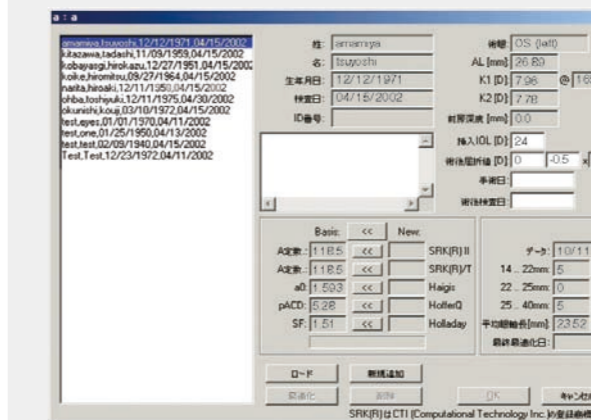 amamiya,tsuyoshi,12/12/1971,04/15/2002
kitazawa,tadashi,11/09/1959,04/15/2002
kobayasgi,hirokazu,12/27/1951,04/15/2002
koike,hiromitsu,09/27/1964,04/15/2002
narita,hiroaki,12/11/1959,04/15/2002
ohba,toshiyuki,12/11/1975,04/30/2002
okunishi,kouji,03/10/1972,04/15/2002
test,eyes,01/01/1970,04/11/2002
test,one,01/25/1950,04/13/2002
test,test,02/09/1940,04/15/2002
Test,Test,12/23/1972,04/11/2002
姓: amamiya
名: tsuyoshi
生年月日: 12/12/1971
検査日: 04/15/2002
ID番号:
術眼: OS (left)
AL [mm] 26.89
K1 [D]: 7.96 @ 165
K2 [D]: 7.78
前房深度 [mm] 0.0
挿入IOL [D]: 24
術後屈折値 [D] 0 -0.5 x
手術日:
術後検査日:
Basis: << New:
A定数.: 118.5 << SRK(R) II
A定数.: 118.5 << SRK(R)/T
a0: 1.593 << Haigis
pACD: 5.28 << HofferQ
SF: 1.51 << Holladay
データ: 10/11
14 .. 22mm: 5
22 .. 25mm: 0
25 .. 40mm: 5
平均眼軸長[mm] 23.52
最終最適化日:
ロード 新規追加
最適化 削除 OK キャンセル
SRK(R)はCTI (Computational Technology Inc.)の登録商標